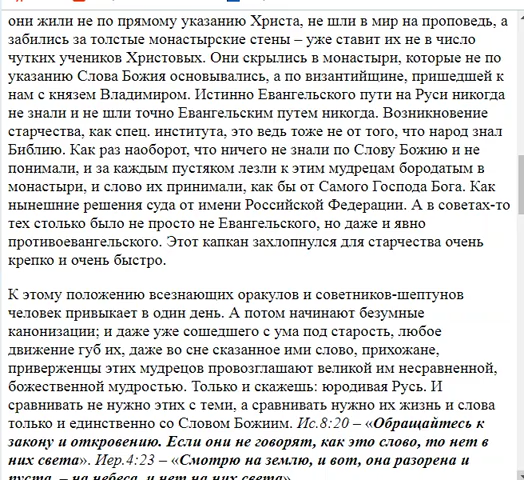 они жили не по прямому указанию Христа, не шли в мир на проповедь, а
забились за толстые монастырские стены – уже ставит их не в число
чутких учеников Христовых. Они скрылись в монастыри, которые не по
указанию Слова Божия основывались, а по византийщине, пришедшей к
нам с князем Владимиром. Истинно Евангельского пути на Руси никогда
не знали и не шли точно Евангельским путем никогда. Возникновение
старчества, как спец. института, это ведь тоже не от того, что народ знал
Библию. Как раз наоборот, что ничего не знали по Слову Божию и не
понимали, и за каждым пустяком лезли к этим мудрецам бородатым в
монастыри, и слово их принимали, как бы от Самого Господа Бога. Как
нынешние решения суда от имени Российской Федерации. А в советах-то
тех столько было не просто не Евангельского, но даже и явно
противоевангельского. Этот капкан захлопнулся для старчества очень
крепко и очень быстро.
К этому положению всезнающих оракулов и советников-шептунов
человек привыкает в один день. А потом начинают безумные
канонизации; и даже уже сошедшего с ума под старость, любое
движение губ их, даже во сне сказанное ими слово, прихожане,
приверженцы этих мудрецов провозглашают великой им несравненной,
божественной мудростью. Только и скажешь: юродивая Русь. И
сравнивать не нужно этих с теми, а сравнивать нужно их жизнь и слова
только и единственно со Словом Божиим. Ис.8:20 – «Обращайтесь к
закону и откровению. Если они не говорят, как это слово, то нет в
них света». Иер.4:23 – «Смотрю на землю, и вот, она разорена и
пуста, – на небеса, и нет на них света».